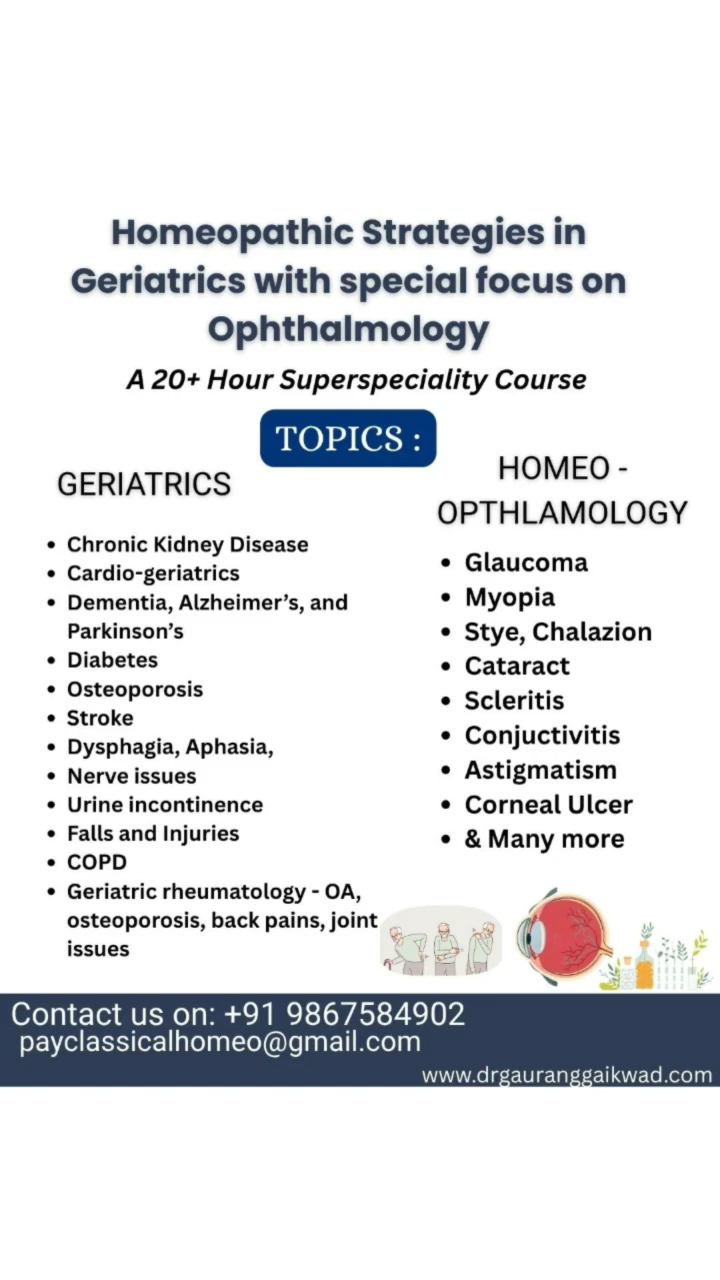 Homeopathic Strategies in
Geriatrics with special focus on
Ophthalmology
A 20+ Hour Superspeciality Course
TOPICS :
GERIATRICS
• Chronic Kidney Disease
• Cardio-geriatrics
• Dementia, Alzheimer's, and
Parkinson's
• Diabetes
• Osteoporosis
• Stroke
• Dysphagia, Aphasia,
• Nerve issues
• Urine incontinence
• Falls and Injuries
• COPD
• Geriatric rheumatology - OA,
osteoporosis, back pains, joint
issues
HOMEO -
OPTHLAMOLOGY
• Glaucoma
• Myopia
• Stye, Chalazion
• Cataract
• Scleritis
• Conjuctivitis
• Astigmatism
• Corneal Ulcer
• & Many more
Contact us on: +91 9867584902
payclassicalhomeo@gmail.com
www.drgauranggaikwad.com